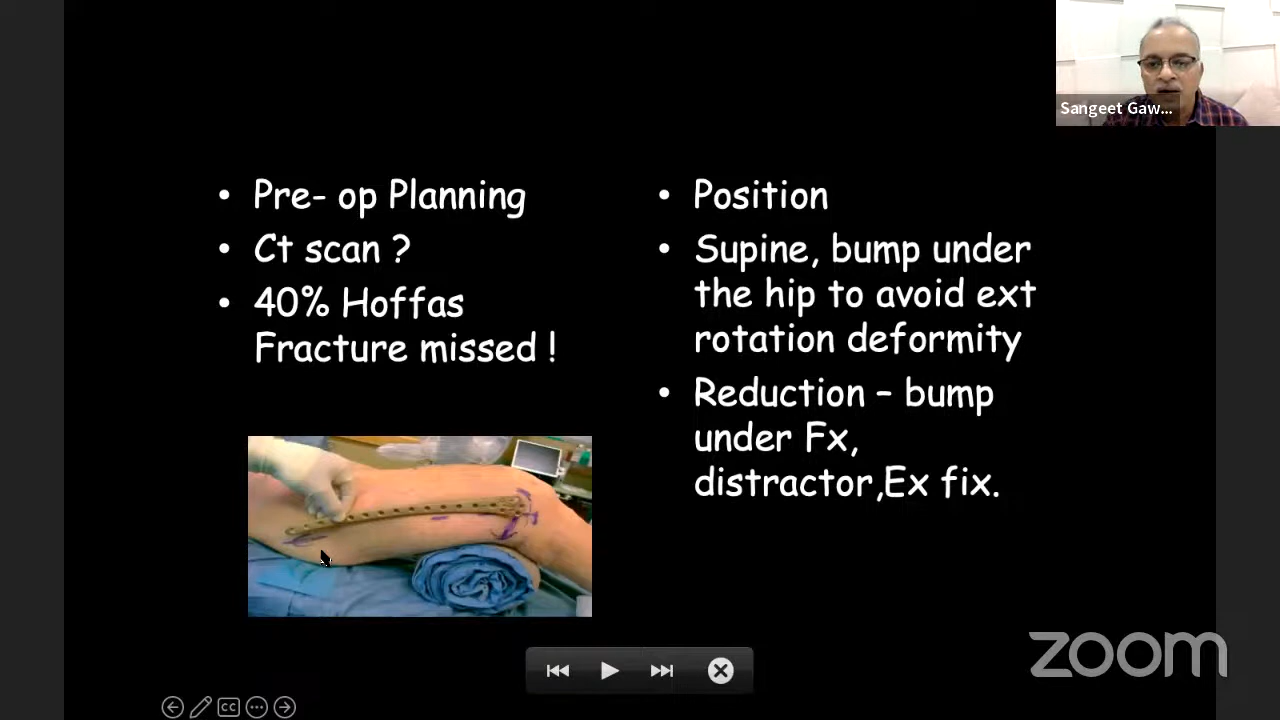 Sangeet Gaw...
• Pre- op Planning
• Ct scan ?
• 40% Hoffas
Fracture missed !
• Position
• Supine, bump under
the hip to avoid ext
rotation deformity
• Reduction – bump
under Fx,
distractor,Ex fix.
zoom
CC